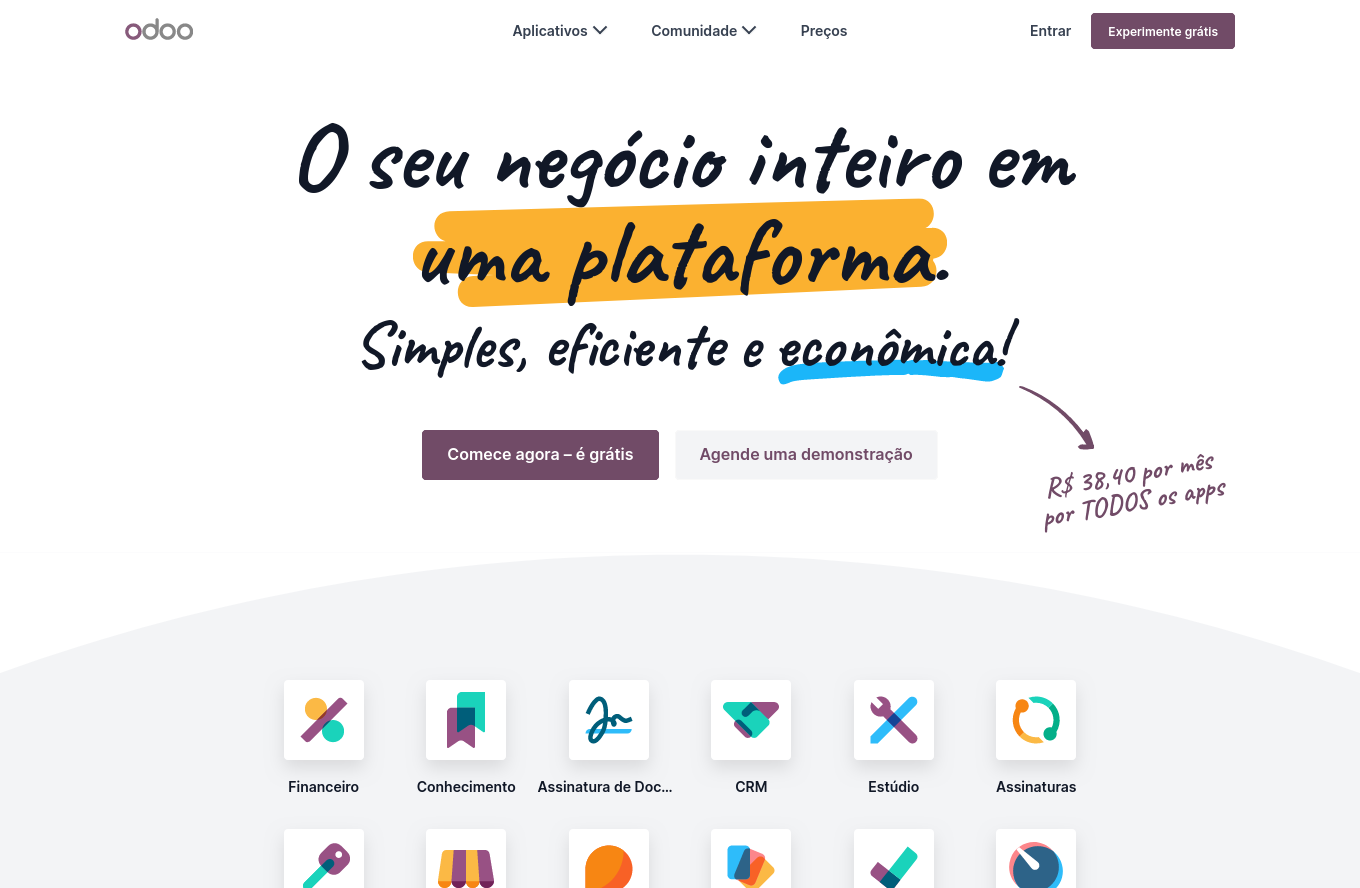 odoo
Aplicativos
Comunidade
Preços
Entrar
Experimente grátis
O seu negócio inteiro em
uma plataforma.
Simples, eficiente e econômica!
Comece agora – é grátis
Agende uma demonstração
R$ 38,40 por mês
por TODOS os apps
Financeiro
Conhecimento
Assinatura de Doc...
CRM
Estúdio
Assinaturas